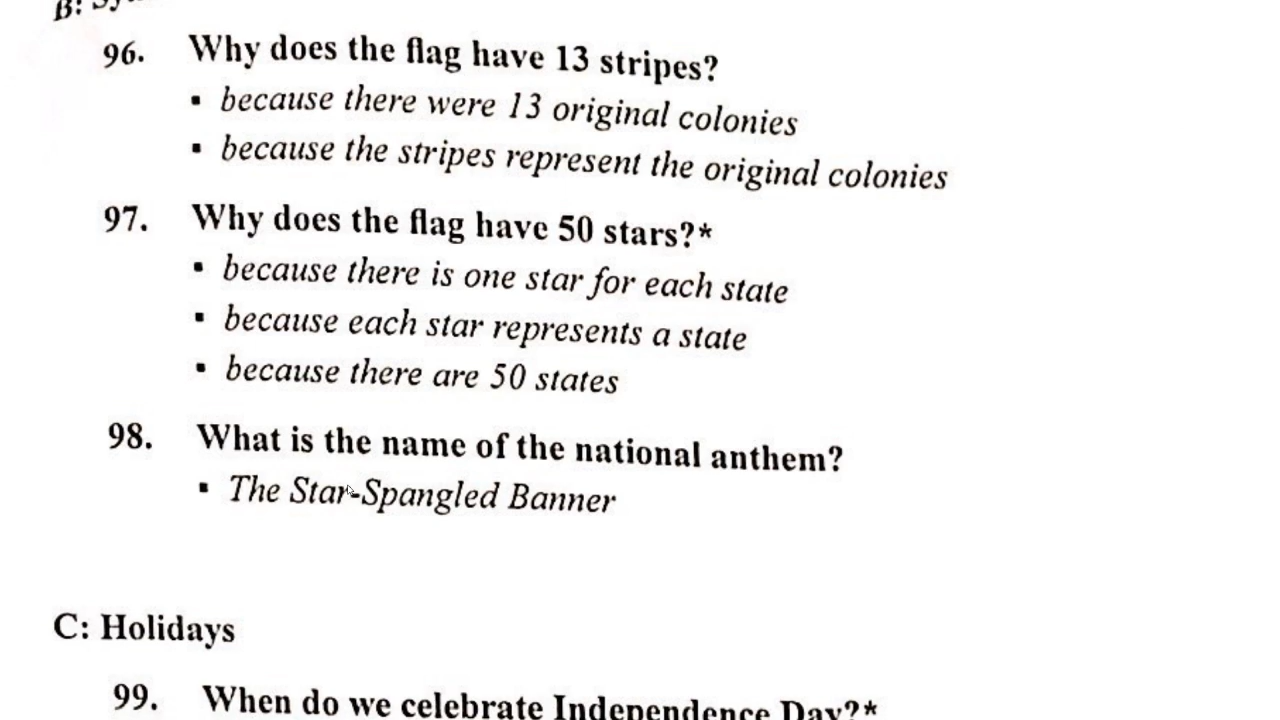 B:
96. Why does the flag have 13 stripes?
▪ because there were 13 original colonies
▪ because the stripes represent the original colonies
97. Why does the flag have 50 stars?*
▪ because there is one star for each state
▪ because each star represents a state
▪ because there are 50 states
98. What is the name of the national anthem?
▪ The Star-Spangled Banner
C: Holidays
99. When do we celebrate Independence Day?*